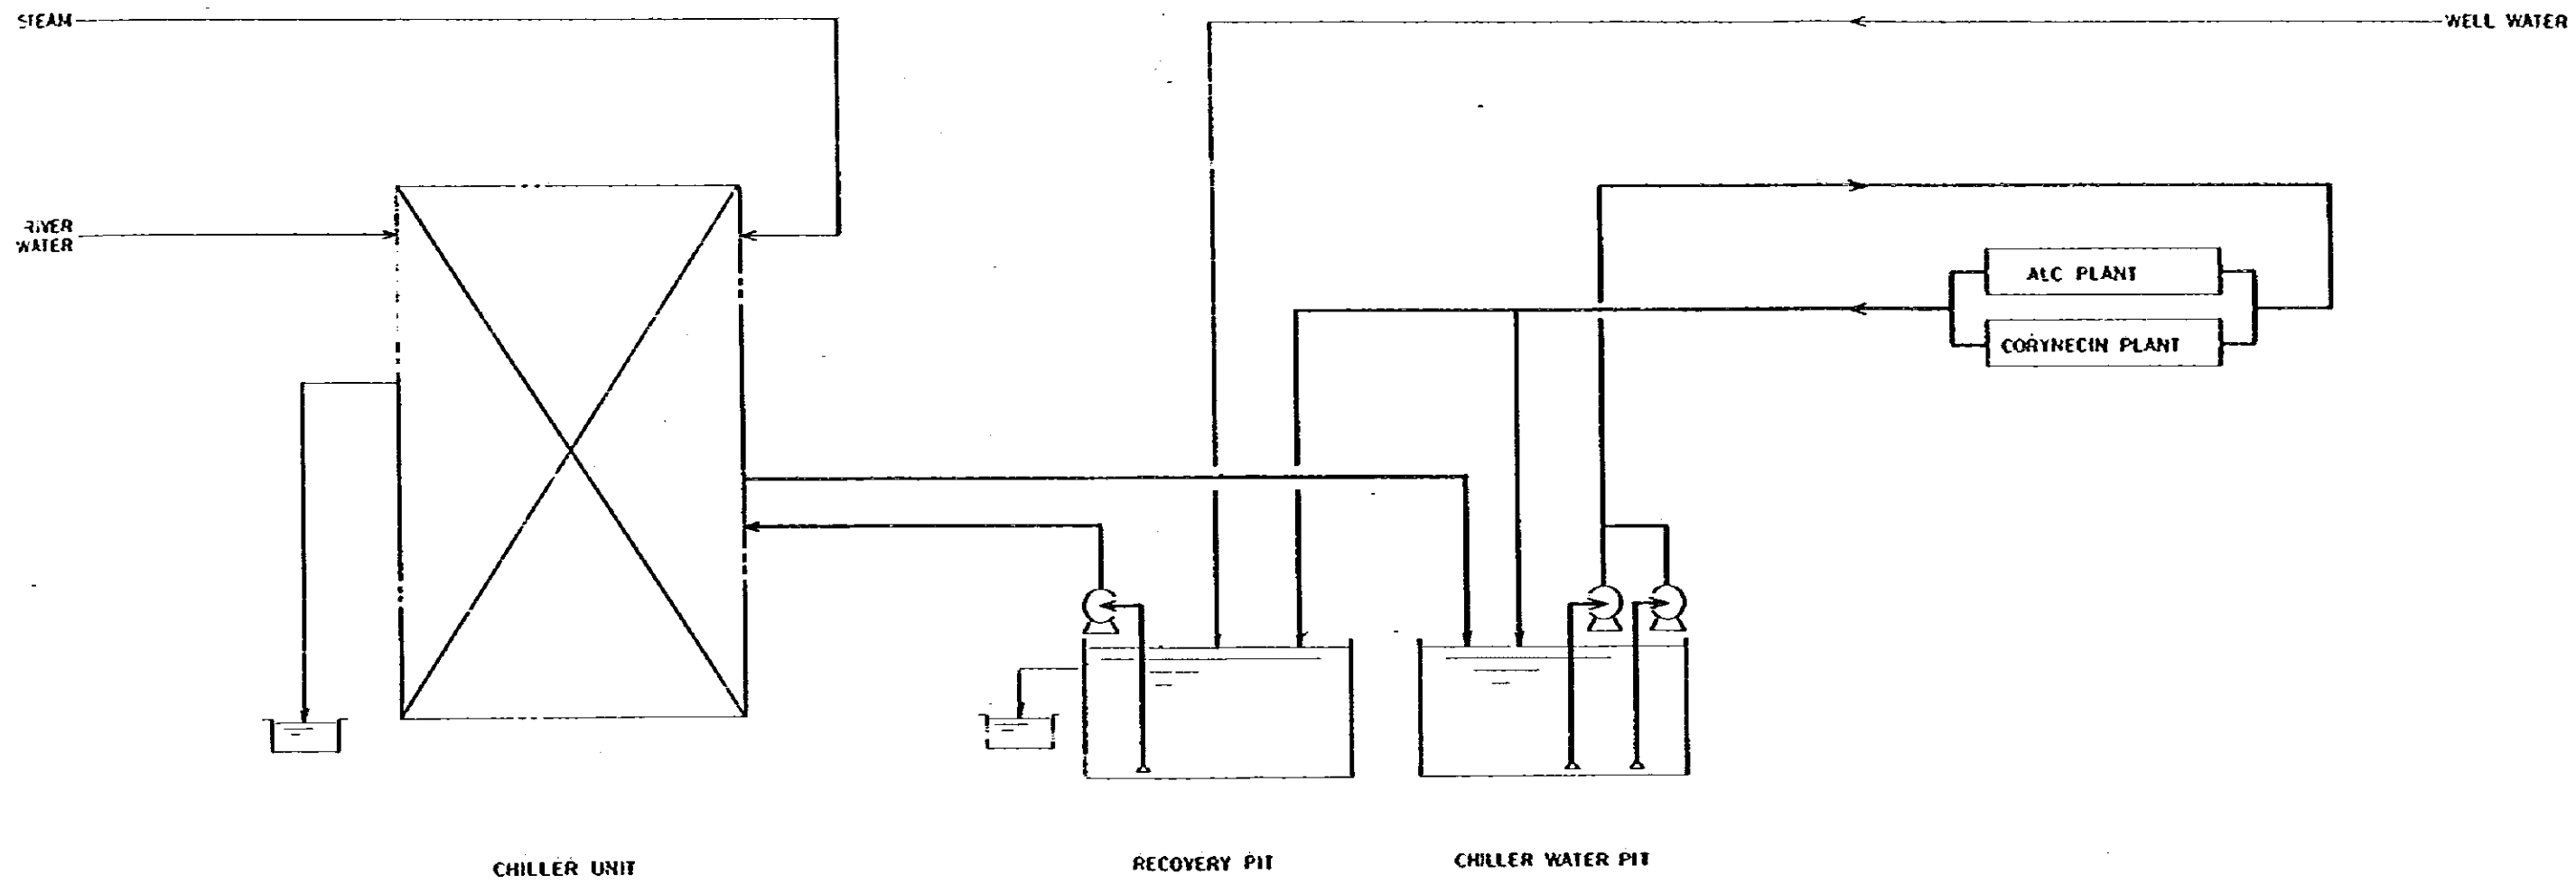 STEAM
WELL WATER
RIVER
WATER
ALC PLANT
CORYNECIN PLANT
CHILLER UNIT
RECOVERY PIT
CHILLER WATER PIT